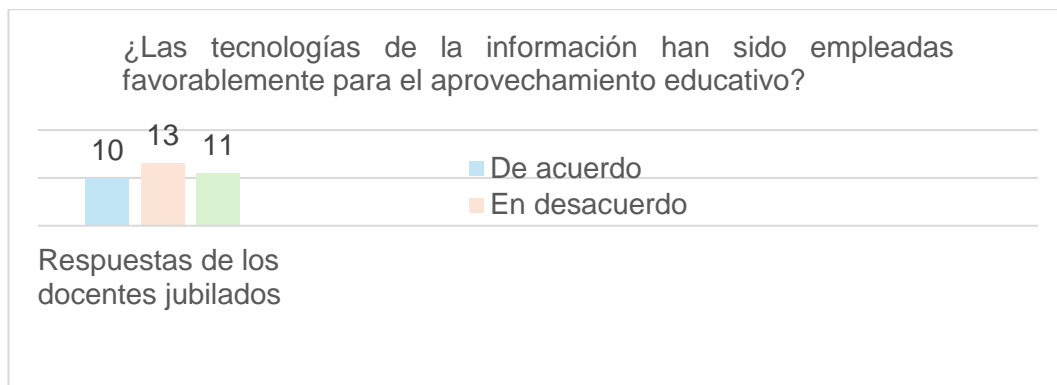 ¿Las tecnologías de la información han sido empleadas
favorablemente para el aprovechamiento educativo?
10 13 11
De acuerdo
En desacuerdo
Respuestas de los
docentes jubilados